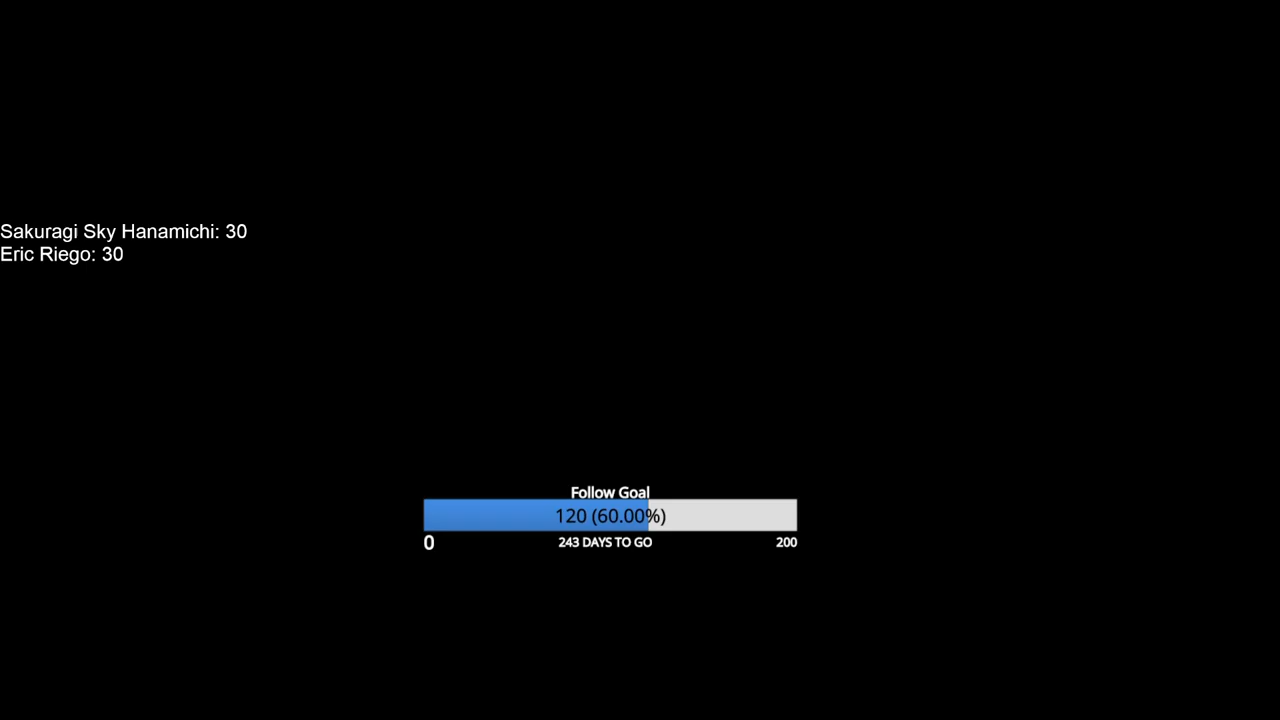 Sakuragi Sky Hanamichi: 30
Eric Riego: 30
Follow Goal
120 (60.00%)
0 243 DAYS TO GO 200